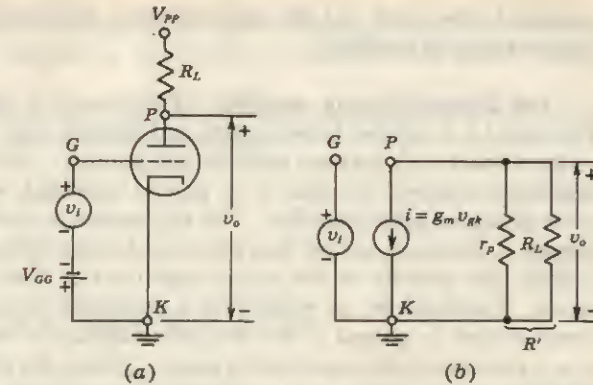 V_PP
R_L
P
+
G
+
v_i
-
-
V_GG
+
v_o
K
-
(a)
G
P
+
+
v_i
-
i = g_m v_gk
r_p
R_L
v_o
K
-
R'
(b)